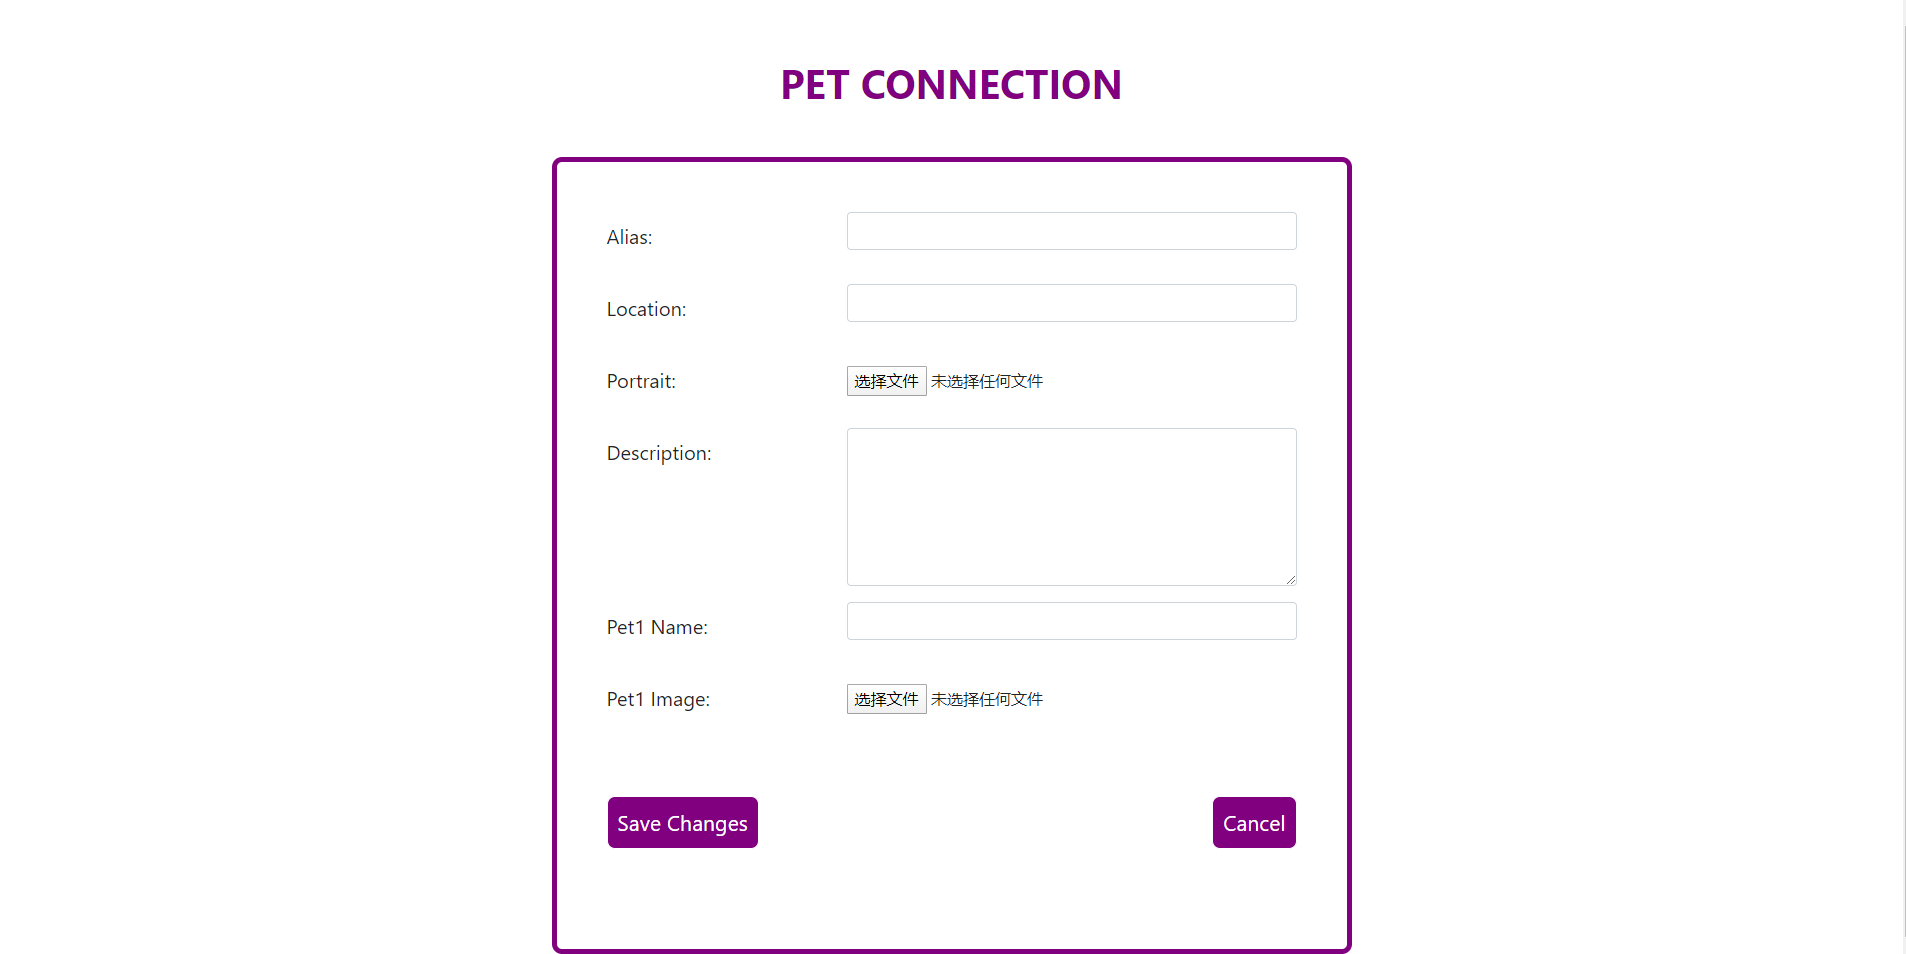 PET CONNECTION
Alias:
Location:
Portrait: 选择文件 未选择任何文件
Description:
Pet1 Name:
Pet1 Image: 选择文件 未选择任何文件
Save Changes Cancel